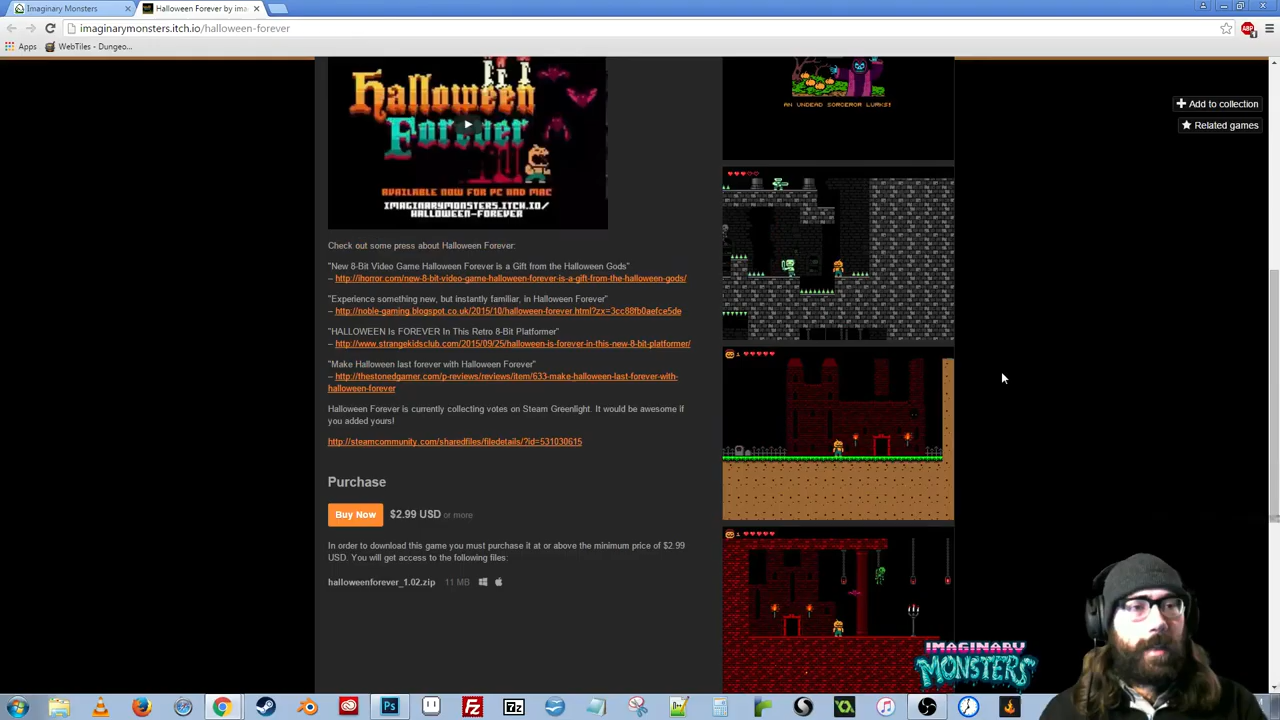 Imaginary Monsters
Halloween Forever by ima
imaginarymonsters.itch.io/halloween-forever
Apps
WebTiles - Dungeo...
ABP
Add to collection
Related games
Halloween
Forever
AVAILABLE NOW FOR PC AND MAC
IMAGINARYMONSTERS.ITCH.IO/
HALLOWEEN-FOREVER
AN UNDEAD SORCEROR LURKS!
Check out some press about Halloween Forever:
"New 8-Bit Video Game Halloween Forever is a Gift from the Halloween Gods"
– http://ihorror.com/new-8-bit-video-game-halloween-forever-is-a-gift-from-the-halloween-gods/
"Experience something new, but instantly familiar, in Halloween Forever"
– http://noble-gaming.blogspot.co.uk/2015/10/halloween-forever.html?zx=3cc88fb0aefce5de
"HALLOWEEN Is FOREVER In This Retro 8-Bit Platformer"
– http://www.strangekidsclub.com/2015/09/25/halloween-is-forever-in-this-new-8-bit-platformer/
"Make Halloween last forever with Halloween Forever"
– http://thestonedgamer.com/p-reviews/reviews/item/633-make-halloween-last-forever-with-
halloween-forever
Halloween Forever is currently collecting votes on Steam Greenlight. It would be awesome if
you added yours!
http://steamcommunity.com/sharedfiles/filedetails/?id=531030615
Purchase
Buy Now $2.99 USD or more
In order to download this game you must purchase it at or above the minimum price of $2.99
USD. You will get access to the following files:
halloweenforever_1.02.zip 11 MB
IMAGINARY
MONSTERS
Ps
7z